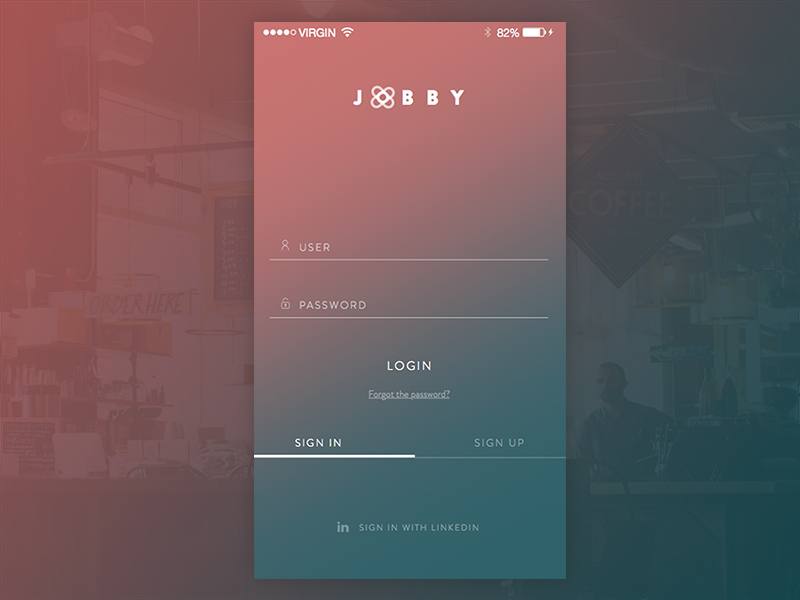 VIRGIN 82%
JOBBY
USER
PASSWORD
LOGIN
Forgot the password?
SIGN IN SIGN UP
in SIGN IN WITH LINKEDIN
ORDER HERE
COFFEE